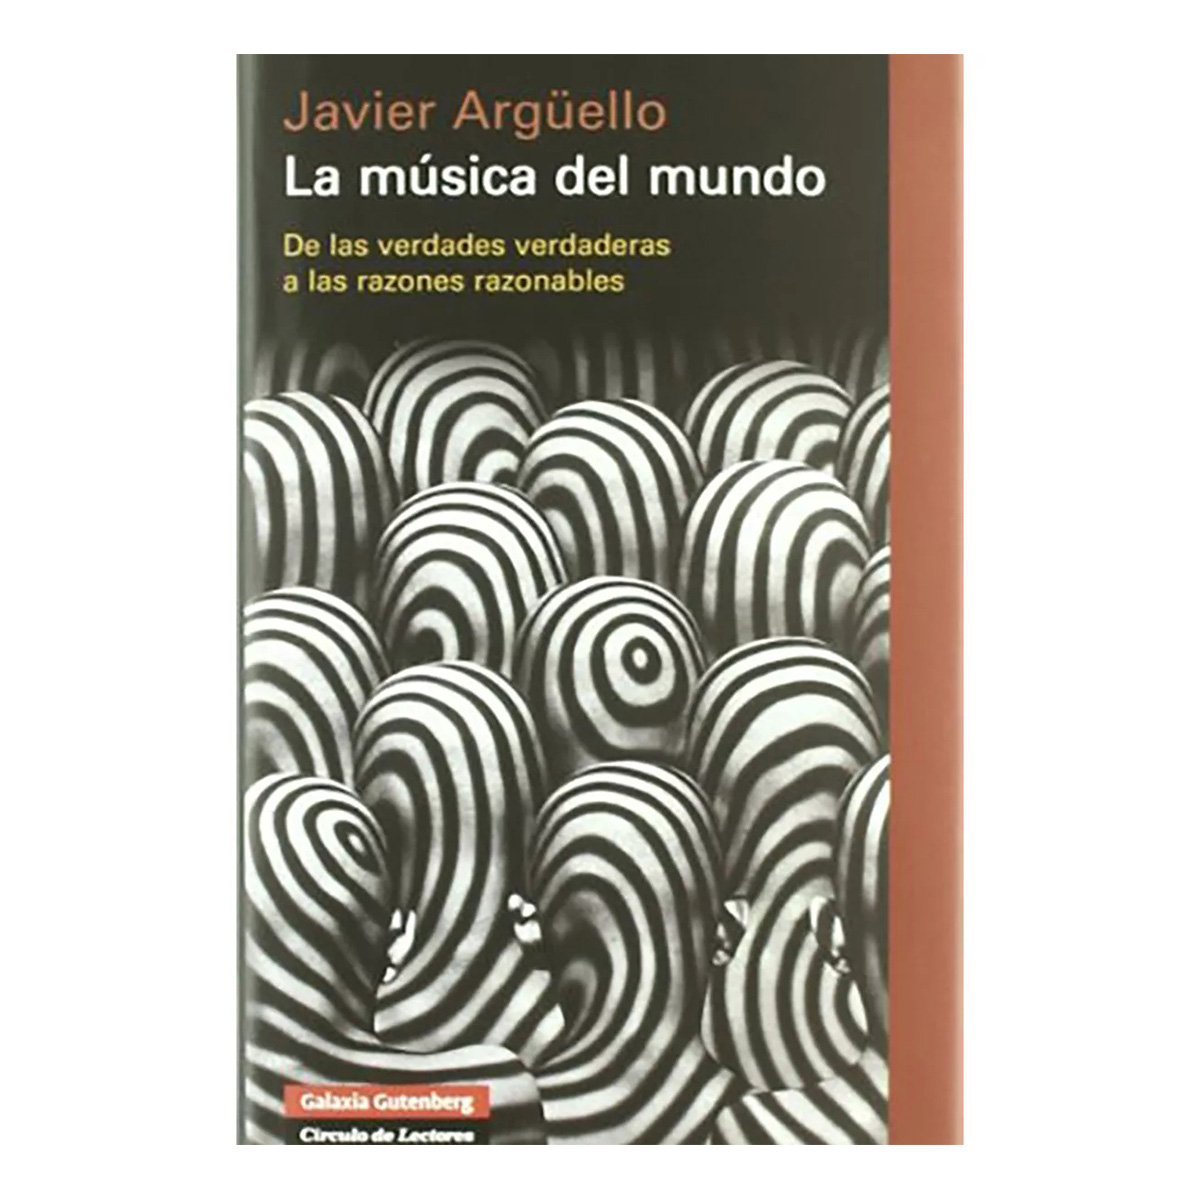 Javier Argüello
La música del mundo
De las verdades verdaderas
a las razones razonables
Galaxia Gutenberg
Círculo de Lectores